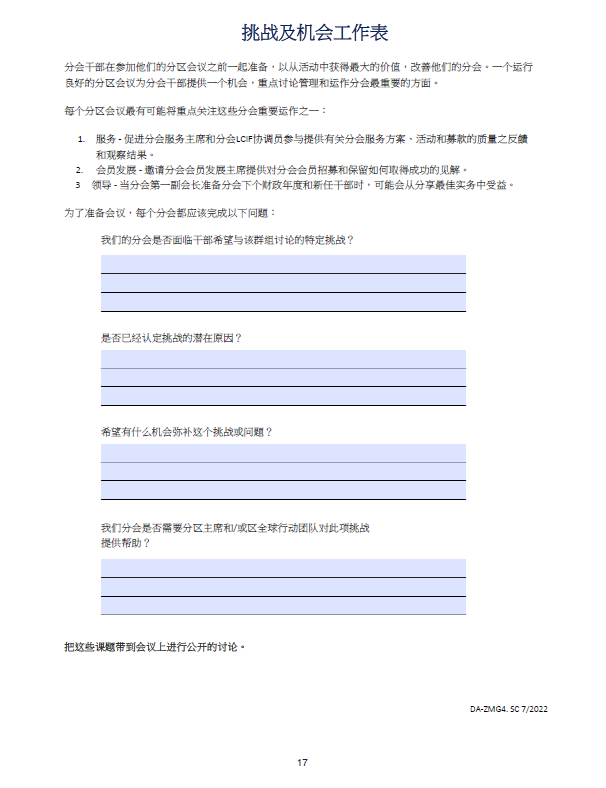 挑战及机会工作表
分会干部在参加他们的分区会议之前一起准备，以从活动中获得最大的价值，改善他们的分会。一个运行
良好的分区会议为分会干部提供一个机会，重点讨论管理和运作分会最重要的方面。
每个分区会议最有可能将重点关注这些分会重要运作之一：
1. 服务 - 促进分会服务主席和分会LCIF协调员参与提供有关分会服务方案、活动和募款的质量之反饋
和观察结果。
2. 会员发展 - 邀请分会会员发展主席提供对分会会员招募和保留如何取得成功的见解。
3 领导 - 当分会第一副会长准备分会下个财政年度和新任干部时，可能会从分享最佳实务中受益。
为了准备会议，每个分会都应该完成以下问题：
我们的分会是否面临干部希望与该群组讨论的特定挑战？
是否已经认定挑战的潜在原因？
希望有什么机会弥补这个挑战或问题？
我们分会是否需要分区主席和/或区全球行动团队对此项挑战
提供帮助？
把这些课题带到会议上进行公开的讨论。
DA-ZMG4. SC 7/2022
17